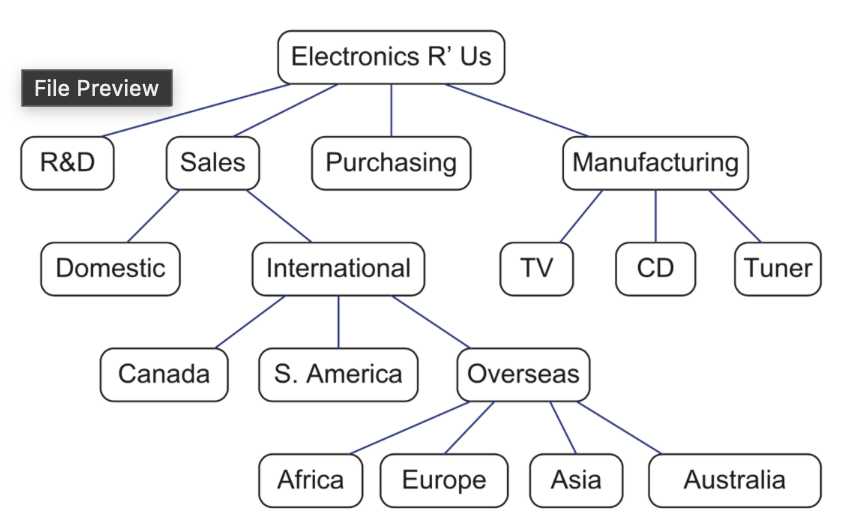 Electronics R’ Us
File Preview
R&D
Sales
Purchasing
Manufacturing
Domestic
International
TV
CD
Tuner
Canada
S. America
Overseas
Africa
Europe
Asia
Australia